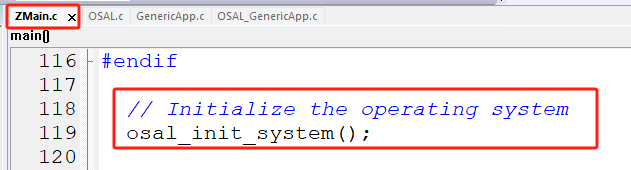 ZMain.c x OSAL.c GenericApp.c OSAL_GenericApp.c
main()
116 #endif
117
118 // Initialize the operating system
119 osal_init_system();
120